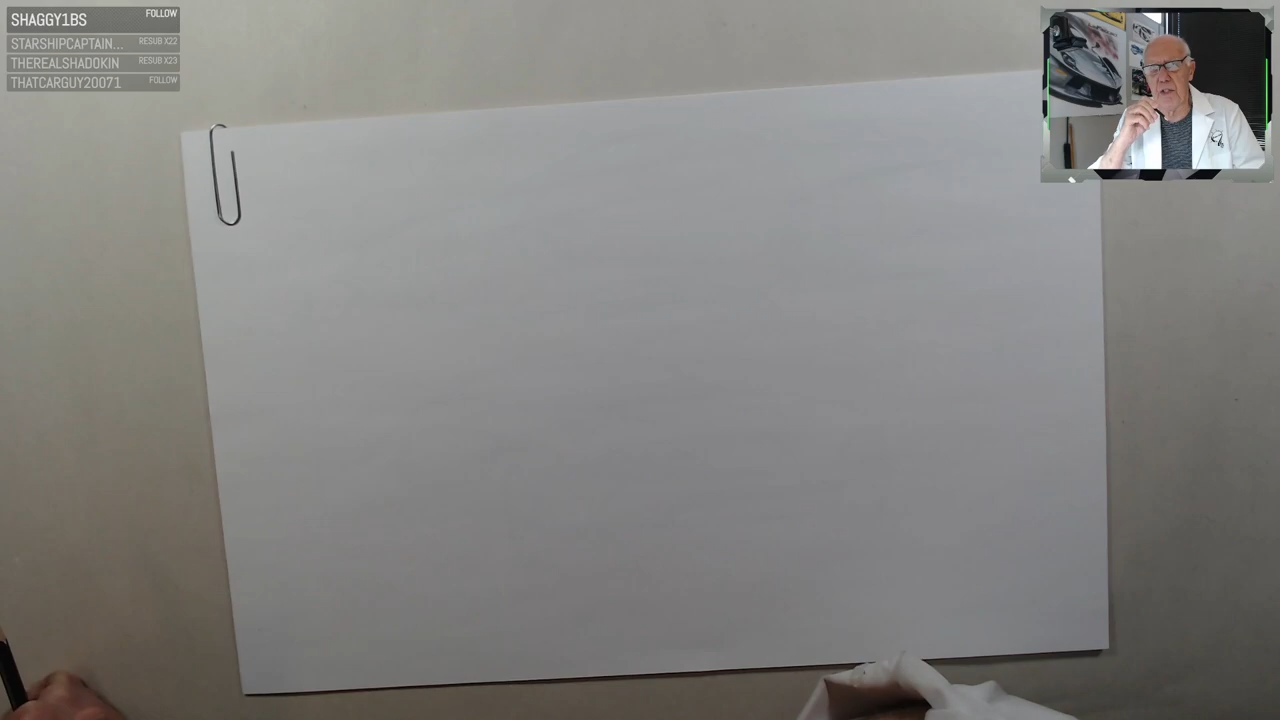 SHAGGY1BS FOLLOW
STARSHIPCAPTAIN... RESUB X22
THEREALSHADOKIN RESUB X23
THATCARGUY20071 FOLLOW